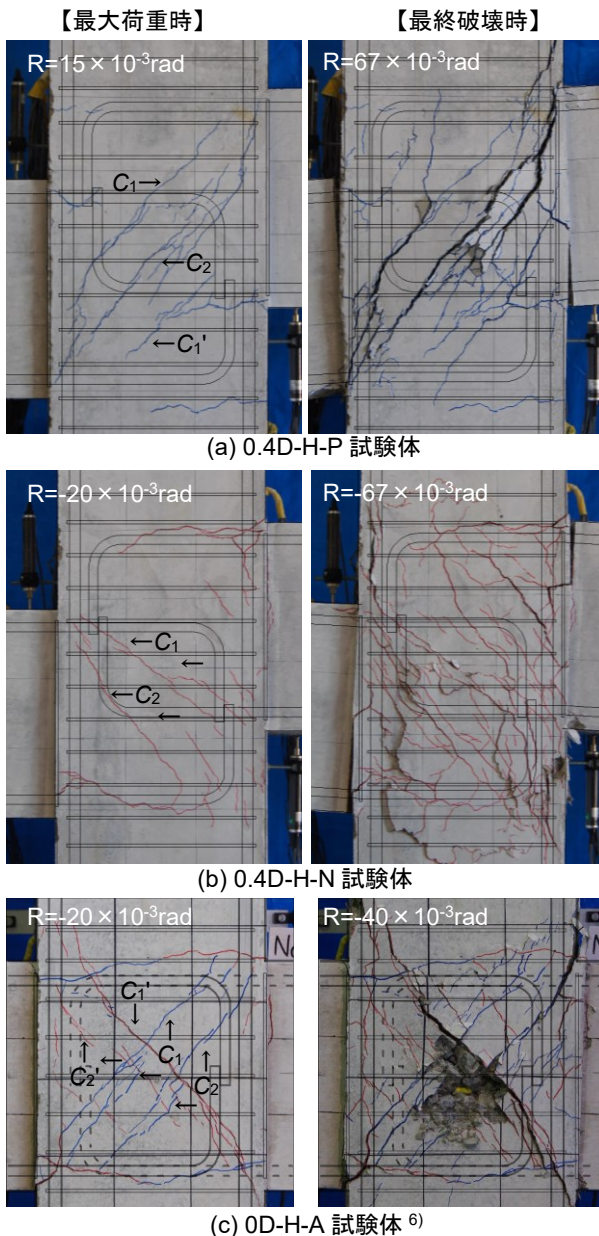 【最大荷重時】 【最終破壊時】
R=15×10-3rad R=67×10-3rad
C1→
←C2
←C1'
(a) 0.4D-H-P 試験体
R=-20×10-3rad R=-67×10-3rad
←C1
←
←C2
←
(b) 0.4D-H-N 試験体
R=-20×10-3rad R=-40×10-3rad
No
C1'
↓
↑
C1
↑
C2'
←
←
↑
C2
←
(c) 0D-H-A 試験体 6)